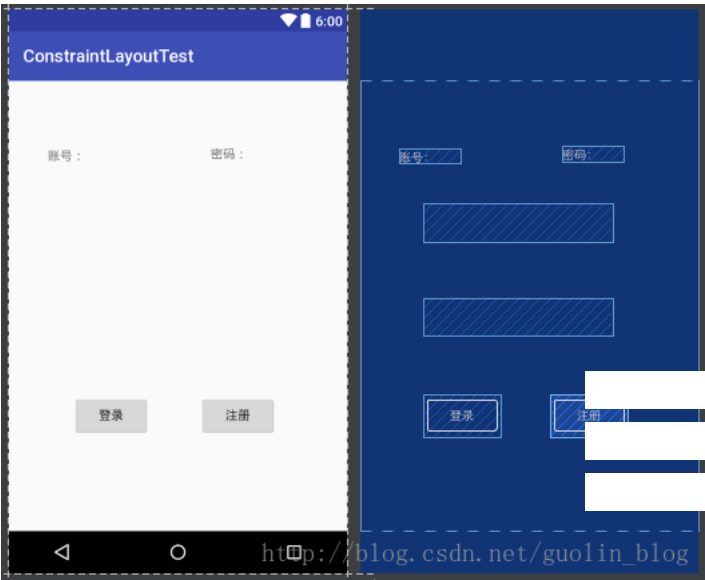 6:00
ConstraintLayoutTest
账号：
密码：
账号：
密码：
登录
注册
登录
注册
http://blog.csdn.net/guolin_blog